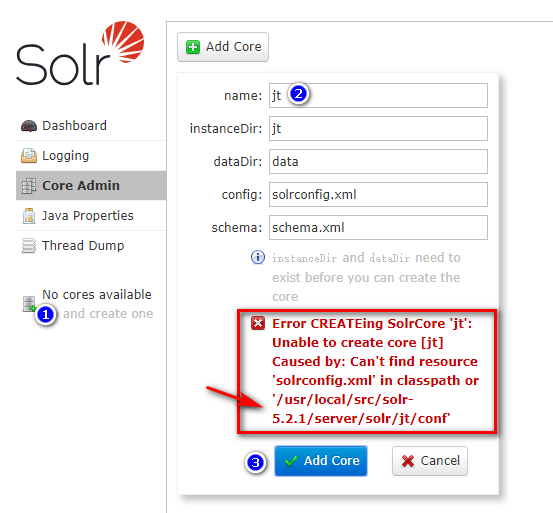 Solr
Dashboard
Logging
Core Admin
Java Properties
Thread Dump
No cores available
1 and create one
Add Core
name: jt 2
instanceDir: jt
dataDir: data
config: solrconfig.xml
schema: schema.xml
instanceDir and dataDir need to
exist before you can create the
core
Error CREATEing SolrCore 'jt':
Unable to create core [jt]
Caused by: Can't find resource
'solrconfig.xml' in classpath or
'/usr/local/src/solr-
5.2.1/server/solr/jt/conf'
3 Add Core Cancel